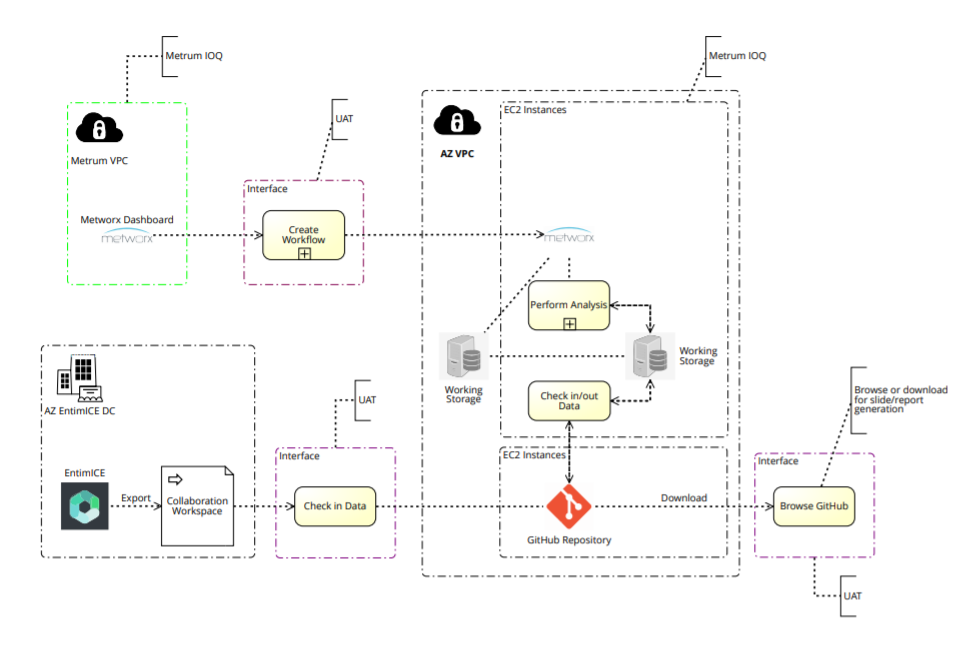 Metrum IOQ
Metrum IOQ
EC2 Instances
UAT
AZ VPC
Metrum VPC
Interface
Metworx Dashboard
metworx
Create
Workflow
metworx
Perform Analysis
Working
Storage
Working
Storage
AZ EntimICE DC
UAT
Check in/out
Data
Browse or download
for slide/report
generation
Interface
EC2 Instances
Interface
EntimICE
Export
Collaboration
Workspace
Check in Data
Download
Browse GitHub
GitHub Repository
UAT